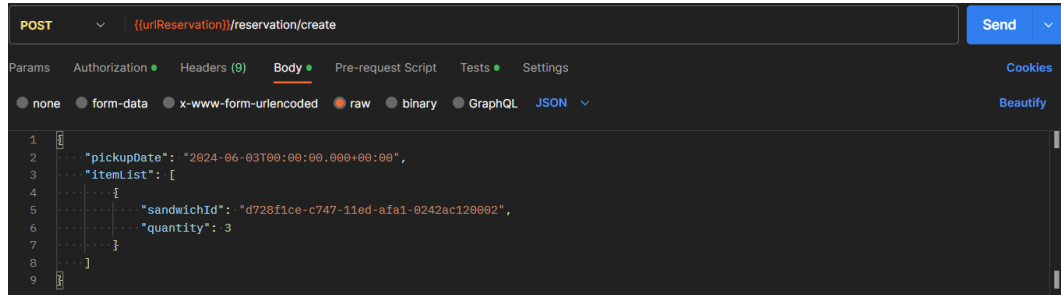 POST {{urlReservation}}/reservation/create Send
Params Authorization Headers (9) Body Pre-request Script Tests Settings Cookies
none form-data x-www-form-urlencoded raw binary GraphQL JSON Beautify
1 {
2 "pickupDate": "2024-06-03T00:00:00.000+00:00",
3 "itemList": [
4 {
5 "sandwichId": "d728f1ce-c747-11ed-afa1-0242ac120002",
6 "quantity": 3
7 }
8 ]
9 }